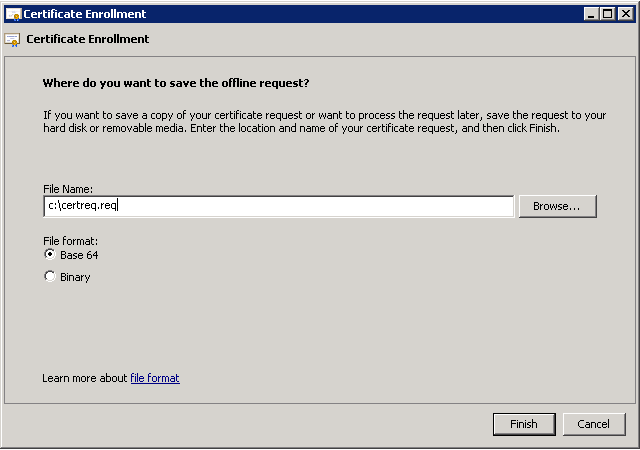 Certificate Enrollment
Certificate Enrollment
Where do you want to save the offline request?
If you want to save a copy of your certificate request or want to process the request later, save the request to your
hard disk or removable media. Enter the location and name of your certificate request, and then click Finish.
File Name:
c:\certreq.req
Browse...
File format:
Base 64
Binary
Learn more about file format
Finish
Cancel